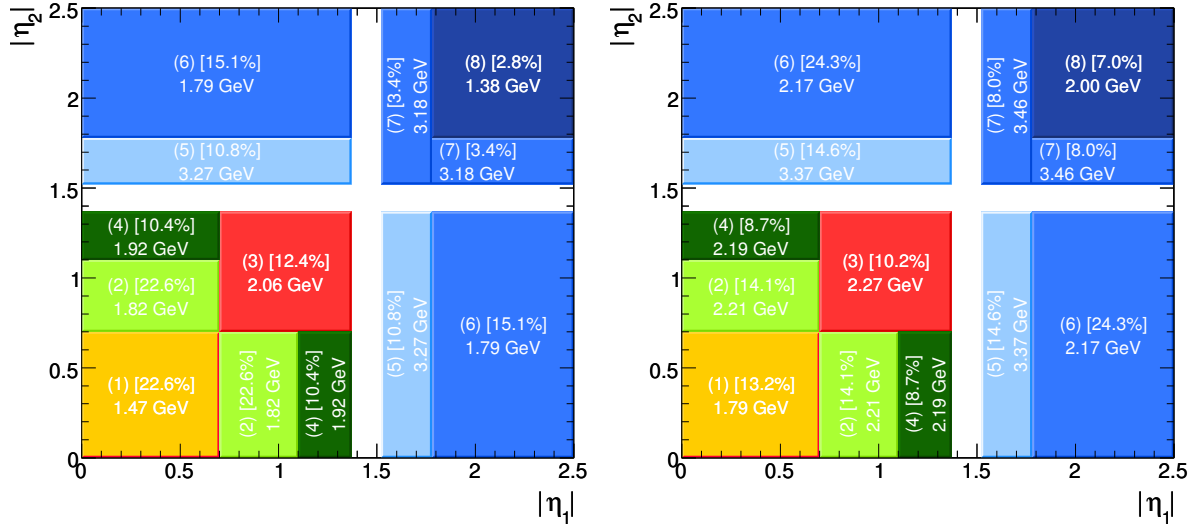 |η₂|
2.5
2
1.5
1
0.5
0
(6) [15.1%]
1.79 GeV
(5) [10.8%]
3.27 GeV
(7) [3.4%]
3.18 GeV
(8) [2.8%]
1.38 GeV
(7) [3.4%]
3.18 GeV
(4) [10.4%]
1.92 GeV
(2) [22.6%]
1.82 GeV
(3) [12.4%]
2.06 GeV
(1) [22.6%]
1.47 GeV
(2) [22.6%]
1.82 GeV
(4) [10.4%]
1.92 GeV
(5) [10.8%]
3.27 GeV
(6) [15.1%]
1.79 GeV
0 0.5 1 1.5 2 2.5
|η₁|
|η₂|
2.5
2
1.5
1
0.5
0
(6) [24.3%]
2.17 GeV
(5) [14.6%]
3.37 GeV
(7) [8.0%]
3.46 GeV
(8) [7.0%]
2.00 GeV
(7) [8.0%]
3.46 GeV
(4) [8.7%]
2.19 GeV
(2) [14.1%]
2.21 GeV
(3) [10.2%]
2.27 GeV
(1) [13.2%]
1.79 GeV
(2) [14.1%]
2.21 GeV
(4) [8.7%]
2.19 GeV
(5) [14.6%]
3.37 GeV
(6) [24.3%]
2.17 GeV
0 0.5 1 1.5 2 2.5
|η₁|